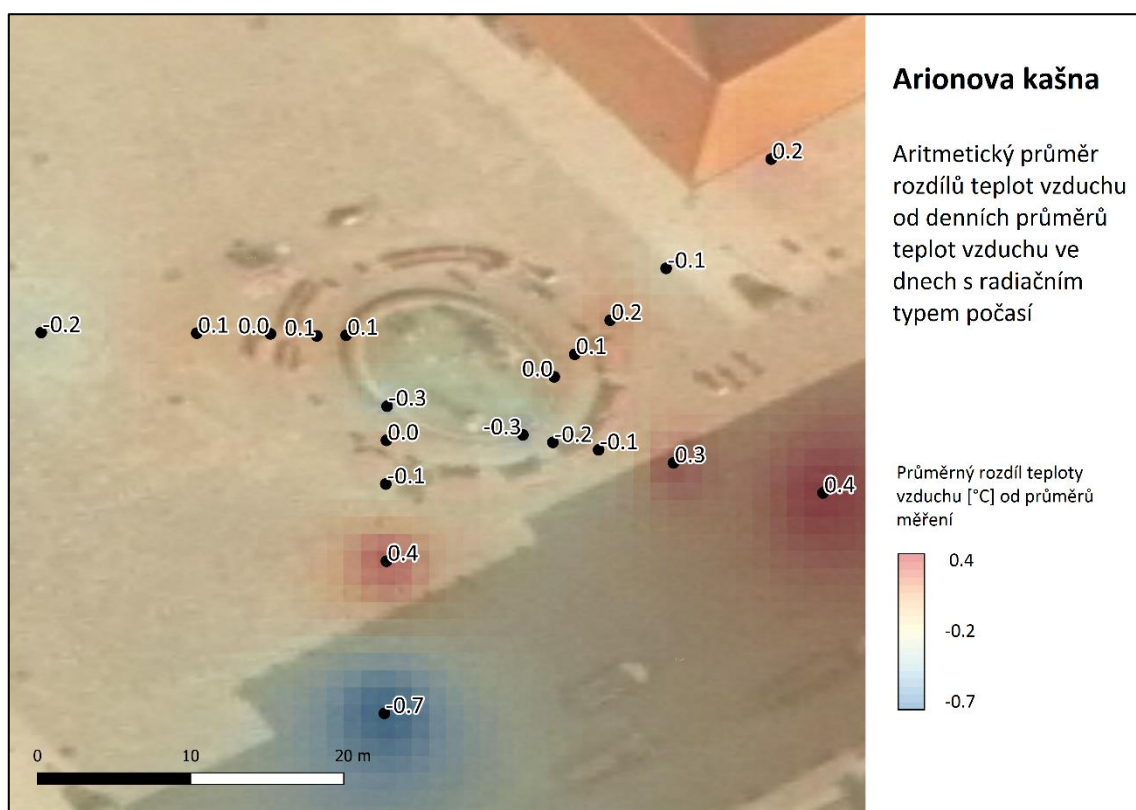 Arionova kašna
Aritmetický průměr
rozdílů teplot vzduchu
od denních průměrů
teplot vzduchu ve
dnech s radiačním
typem počasí
0.2
-0.1
0.2
-0.2
0.1
0.0
0.1
0.1
0.1
0.0
-0.3
0.0
-0.3
-0.2
-0.1
0.3
-0.1
0.4
0.4
-0.7
Průměrný rozdíl teploty
vzduchu [°C] od průměrů
měření
0.4
-0.2
-0.7
0 10 20 m